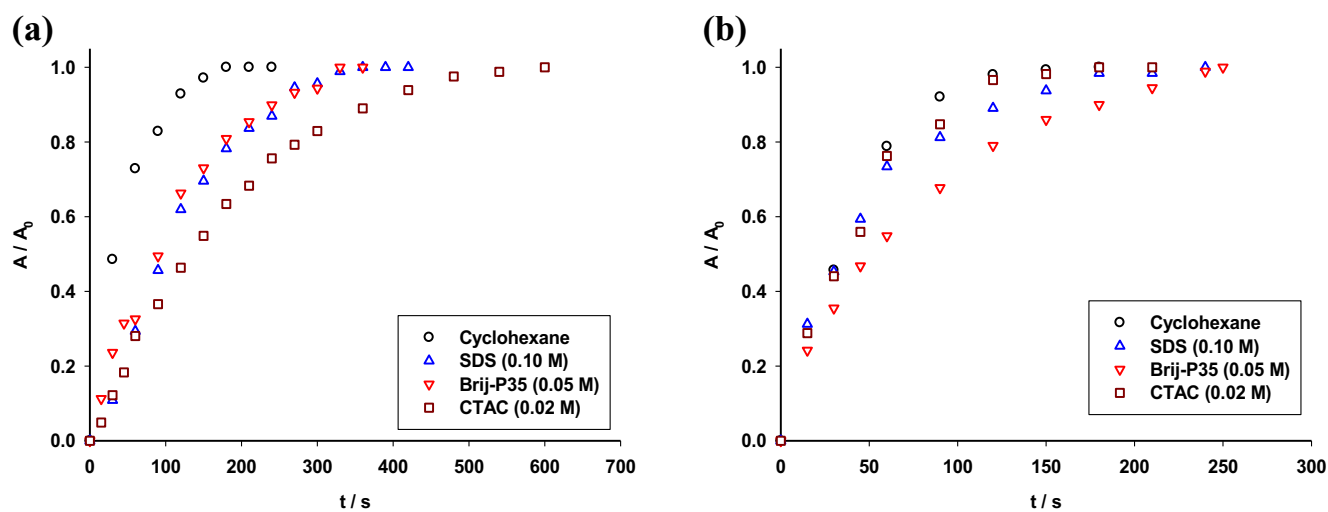 (a)
A / A0
1.0
0.8
0.6
0.4
0.2
0.0
Cyclohexane
SDS (0.10 M)
Brij-P35 (0.05 M)
CTAC (0.02 M)
0 100 200 300 400 500 600 700
t / s
(b)
A / A0
1.0
0.8
0.6
0.4
0.2
0.0
Cyclohexane
SDS (0.10 M)
Brij-P35 (0.05 M)
CTAC (0.02 M)
0 50 100 150 200 250 300
t / s